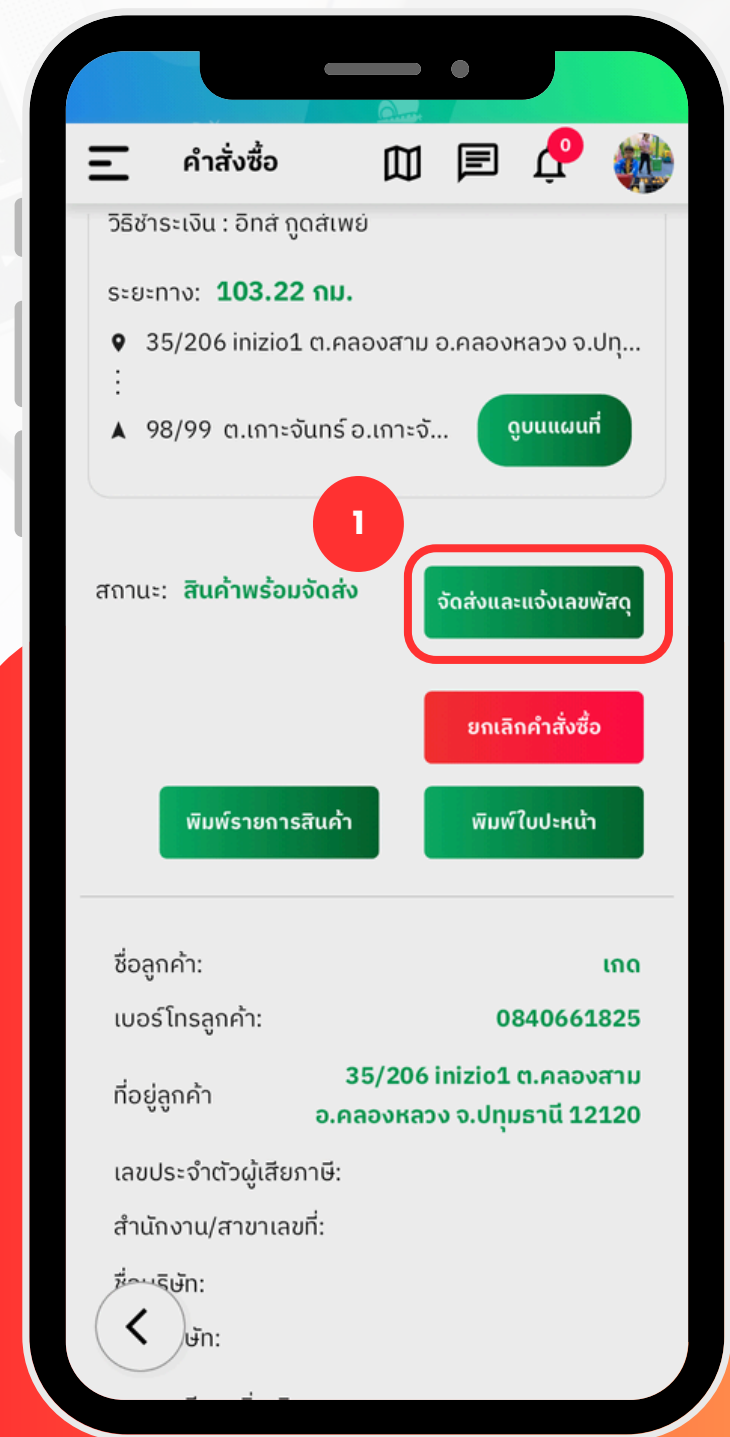 คำสั่งซื้อ
0
วิธีชำระเงิน : อิทส์ กู๊ดส์เพย์
ระยะทาง: 103.22 กม.
35/206 inizio1 ต.คลองสาม อ.คลองหลวง จ.ปทุ...
98/99 ต.เกาะจันทร์ อ.เกาะจั...
ดูบนแผนที่
1
สถานะ: สินค้าพร้อมจัดส่ง
จัดส่งและแจ้งเลขพัสดุ
ยกเลิกคำสั่งซื้อ
พิมพ์รายการสินค้า
พิมพ์ใบปะหน้า
ชื่อลูกค้า: เกด
เบอร์โทรลูกค้า: 0840661825
ที่อยู่ลูกค้า
35/206 inizio1 ต.คลองสาม
อ.คลองหลวง จ.ปทุมธานี 12120
เลขประจำตัวผู้เสียภาษี:
สำนักงาน/สาขาเลขที่:
ชื่อบริษัท: